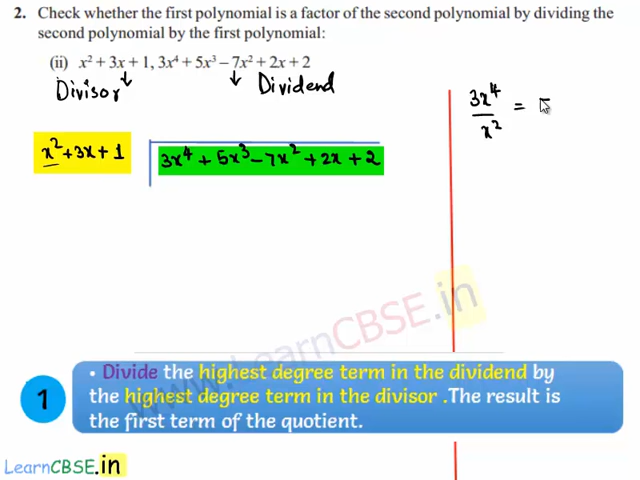 2. Check whether the first polynomial is a factor of the second polynomial by dividing the
second polynomial by the first polynomial:
(ii) x² + 3x + 1, 3x⁴ + 5x³ – 7x² + 2x + 2
Divisor ↓ ↓ Dividend
3x⁴/x² =
x² + 3x + 1 3x⁴ + 5x³ – 7x² + 2x + 2
www.LearnCBSE.in
1
• Divide the highest degree term in the dividend by
the highest degree term in the divisor .The result is
the first term of the quotient.
LearnCBSE.in